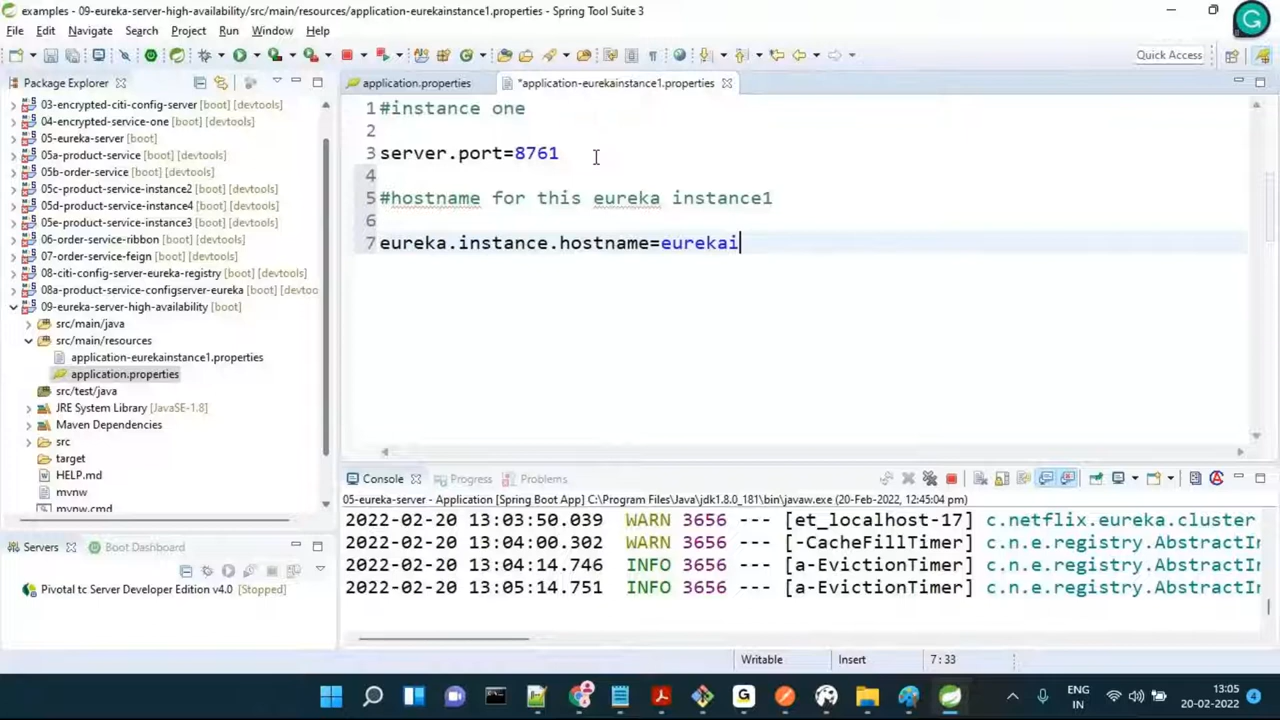 examples - 09-eureka-server-high-availability/src/main/resources/application-eurekainstance1.properties - Spring Tool Suite 3
File Edit Navigate Search Project Run Window Help
Quick Access
Package Explorer
03-encrypted-citi-config-server [boot] [devtools]
04-encrypted-service-one [boot] [devtools]
05-eureka-server [boot]
05a-product-service [boot] [devtools]
05b-order-service [boot] [devtools]
05c-product-service-instance2 [boot] [devtools]
05d-product-service-instance4 [boot] [devtools]
05e-product-service-instance3 [boot] [devtools]
06-order-service-ribbon [boot] [devtools]
07-order-service-feign [boot] [devtools]
08-citi-config-server-eureka-registry [boot] [devtools]
08a-product-service-configserver-eureka [boot] [devtoo
09-eureka-server-high-availability [boot]
src/main/java
src/main/resources
application-eurekainstance1.properties
application.properties
src/test/java
JRE System Library [JavaSE-1.8]
Maven Dependencies
src
target
HELP.md
mvnw
mvnw.cmd
Servers Boot Dashboard
Pivotal tc Server Developer Edition v4.0 [Stopped]
application.properties *application-eurekainstance1.properties
1 #instance one
2
3 server.port=8761
4
5 #hostname for this eureka instance1
6
7 eureka.instance.hostname=eurekai
Console Progress Problems
05-eureka-server - Application [Spring Boot App] C:\Program Files\Java\jdk1.8.0_181\bin\javaw.exe (20-Feb-2022, 12:45:04 pm)
2022-02-20 13:03:50.039 WARN 3656 --- [et_localhost-17] c.netflix.eureka.cluster
2022-02-20 13:04:00.302 WARN 3656 --- [-CacheFillTimer] c.n.e.registry.AbstractIn
2022-02-20 13:04:14.746 INFO 3656 --- [a-EvictionTimer] c.n.e.registry.AbstractIn
2022-02-20 13:05:14.751 INFO 3656 --- [a-EvictionTimer] c.n.e.registry.AbstractIn
Writable Insert 7:33
ENG
IN
13:05
20-02-2022